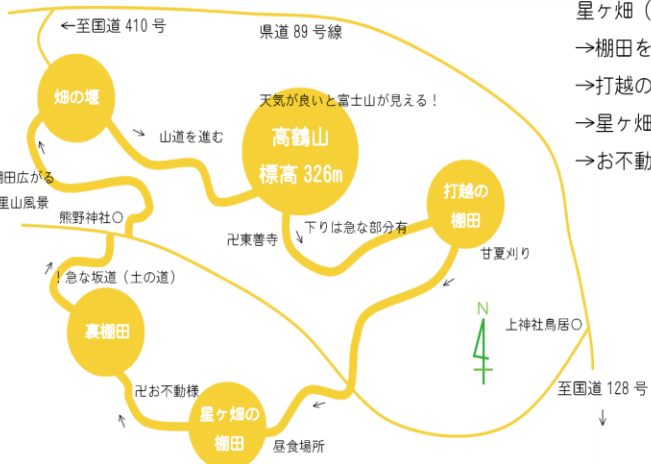 ←至国道 410 号
県道 89 号線
星ヶ畑（
→棚田を
→打越の
→星ヶ畑
→お不動
畑の堰
天気が良いと富士山が見える！
山道を進む
高鶴山
標高 326m
棚田広がる
里山風景
熊野神社○
打越の
棚田
卍東善寺
下りは急な部分有
甘夏刈り
！急な坂道（土の道）
N
上神社鳥居○
裏棚田
卍お不動様
至国道 128 号
↓
星ヶ畑の
棚田
昼食場所